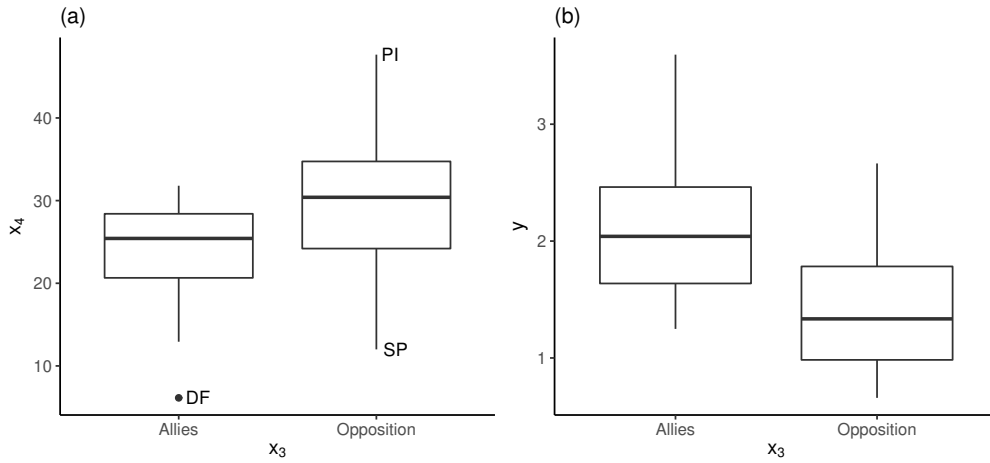 (a)
PI
40
30
20
10
x4
SP
DF
Allies
Opposition
x3
(b)
3
2
1
y
Allies
Opposition
x3